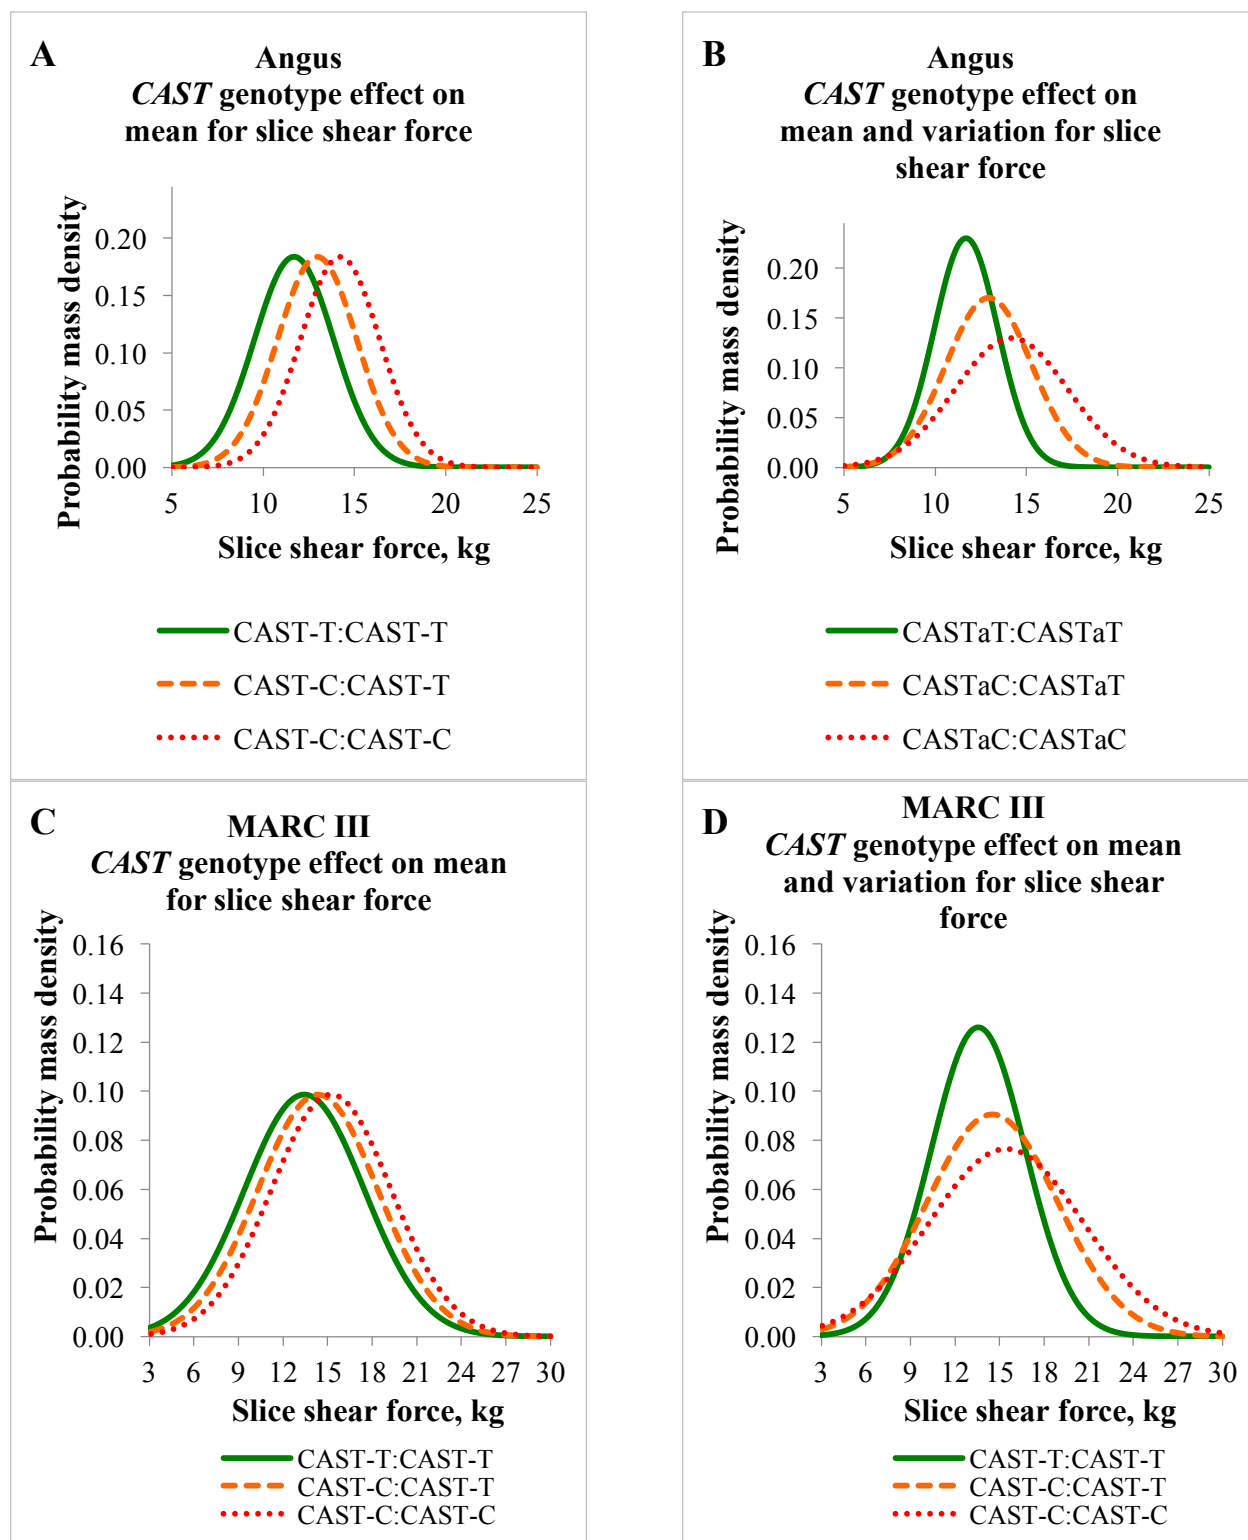 A
Angus
CAST genotype effect on
mean for slice shear force
Probability mass density
0.20
0.15
0.10
0.05
0.00
5 10 15 20 25
Slice shear force, kg
CAST-T:CAST-T
CAST-C:CAST-T
CAST-C:CAST-C
B
Angus
CAST genotype effect on
mean and variation for slice
shear force
Probability mass density
0.20
0.15
0.10
0.05
0.00
5 10 15 20 25
Slice shear force, kg
CASTaT:CASTaT
CASTaC:CASTaT
CASTaC:CASTaC
C
MARC III
CAST genotype effect on mean
for slice shear force
Probability mass density
0.16
0.14
0.12
0.10
0.08
0.06
0.04
0.02
0.00
3 6 9 12 15 18 21 24 27 30
Slice shear force, kg
CAST-T:CAST-T
CAST-C:CAST-T
CAST-C:CAST-C
D
MARC III
CAST genotype effect on mean
and variation for slice shear
force
Probability mass density
0.16
0.14
0.12
0.10
0.08
0.06
0.04
0.02
0.00
3 6 9 12 15 18 21 24 27 30
Slice shear force, kg
CAST-T:CAST-T
CAST-C:CAST-T
CAST-C:CAST-C